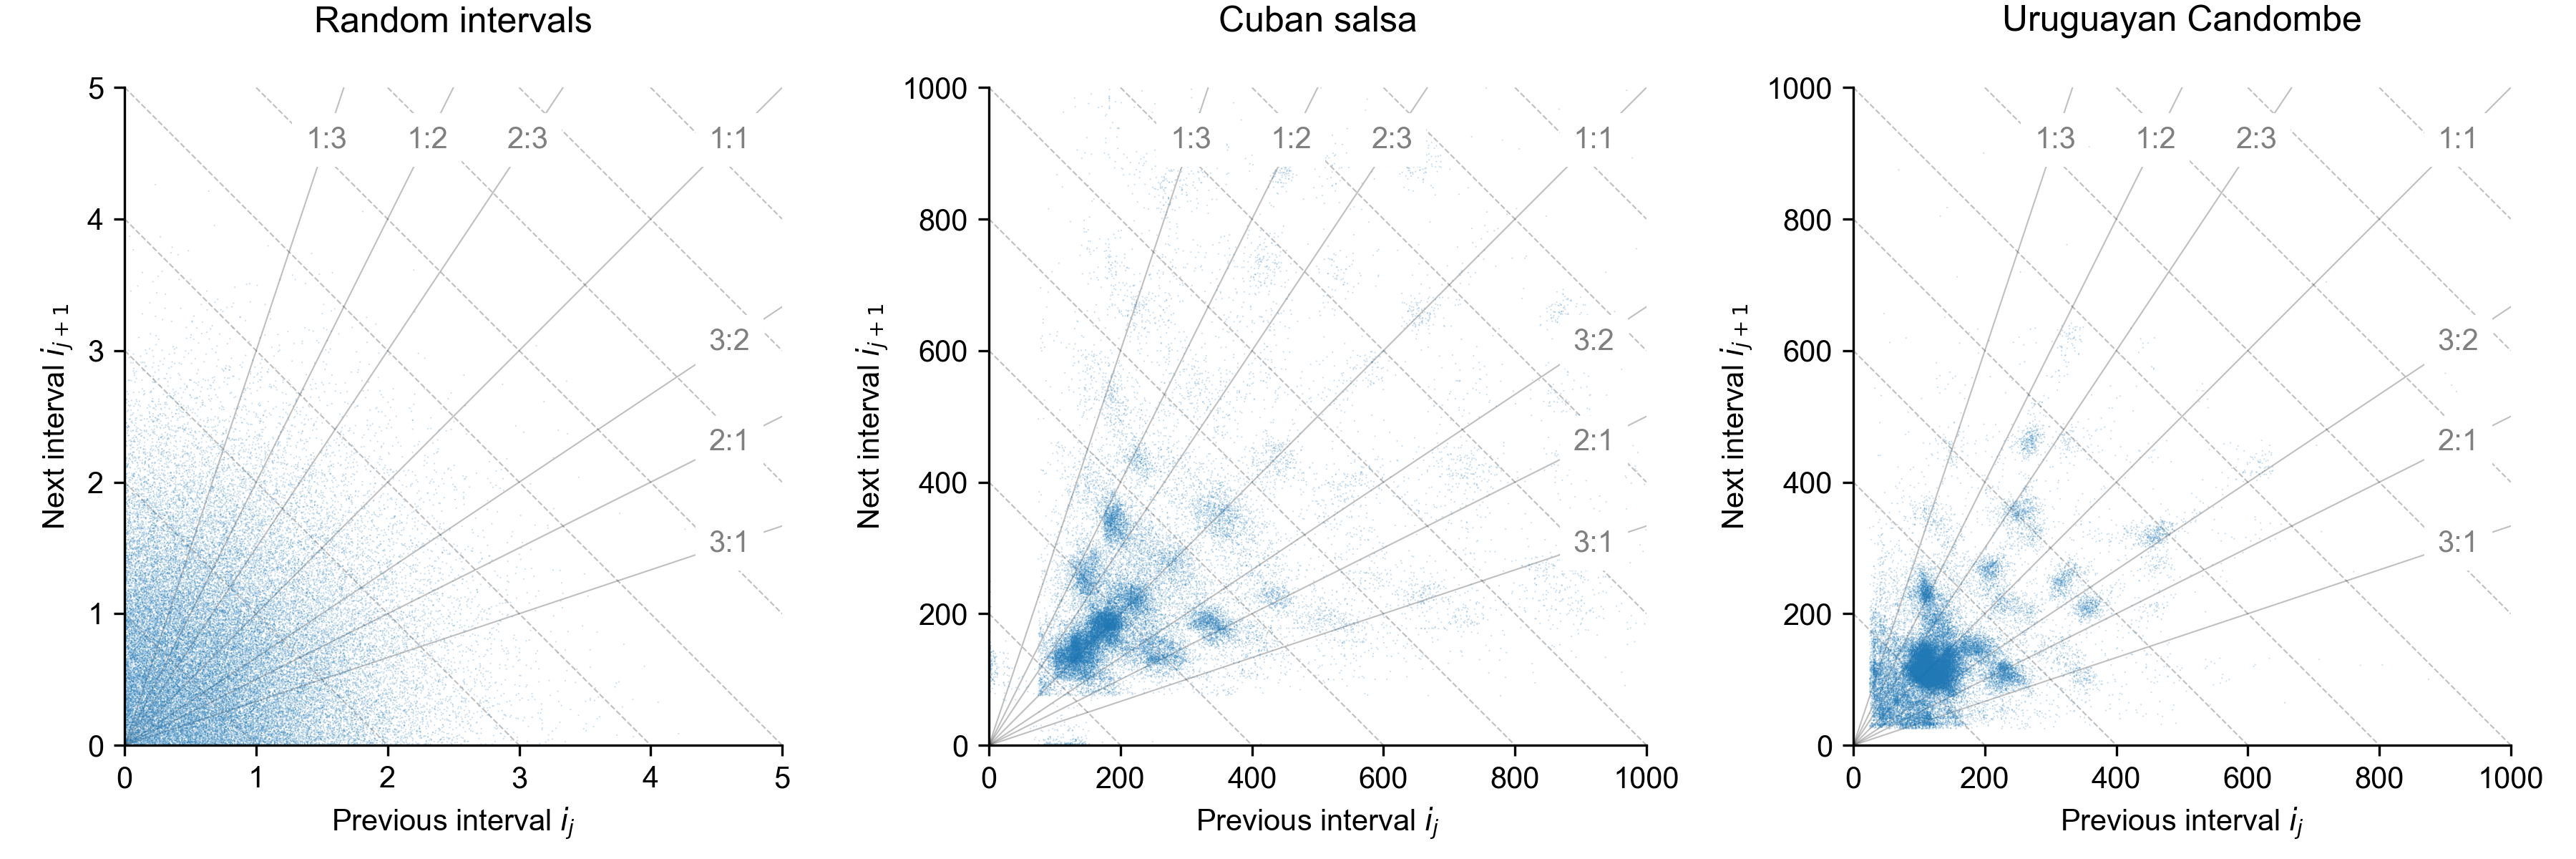 Random intervals
5
4
3
2
1
0
0 1 2 3 4 5
1:3 1:2 2:3 1:1
3:2
2:1
3:1
Next interval i_{j+1}
Previous interval i_j
Cuban salsa
1000
800
600
400
200
0
0 200 400 600 800 1000
1:3 1:2 2:3 1:1
3:2
2:1
3:1
Next interval i_{j+1}
Previous interval i_j
Uruguayan Candombe
1000
800
600
400
200
0
0 200 400 600 800 1000
1:3 1:2 2:3 1:1
3:2
2:1
3:1
Next interval i_{j+1}
Previous interval i_j